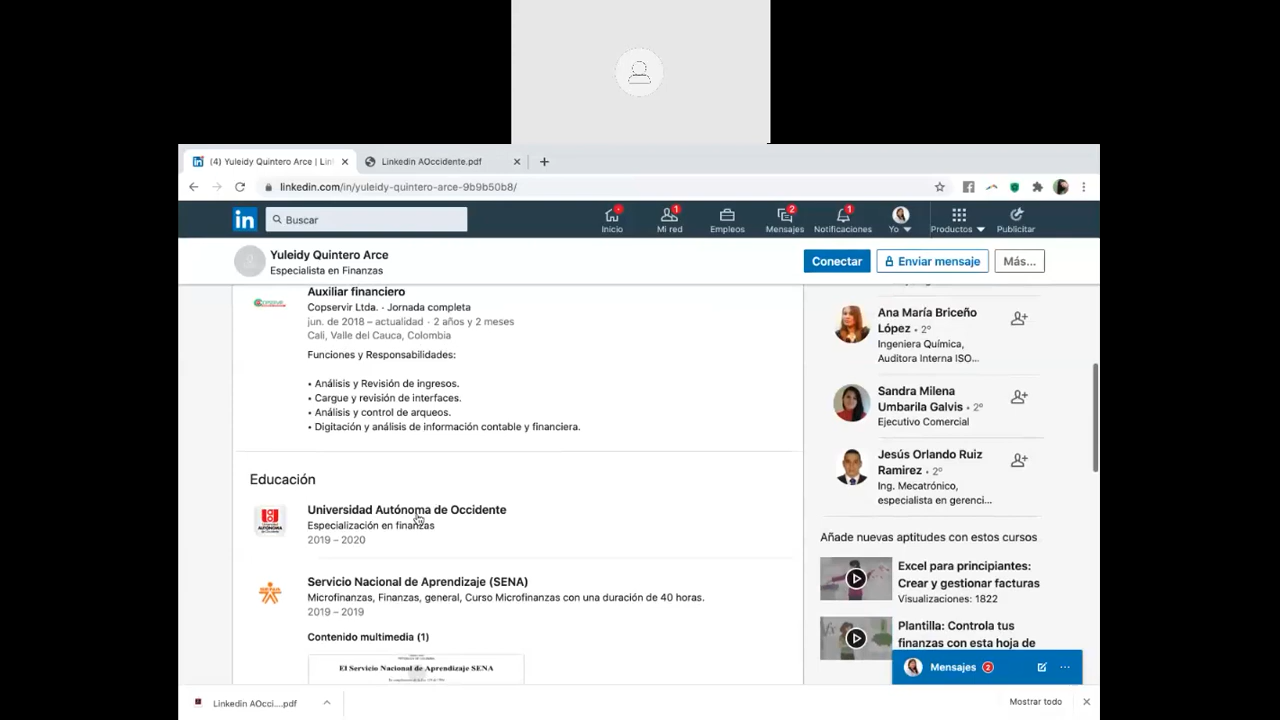 (4) Yuleidy Quintero Arce | Lin
Linkedin AOccidente.pdf
linkedin.com/in/yuleidy-quintero-arce-9b9b50b8/
in
Buscar
Inicio
1
Mi red
Empleos
2
Mensajes
1
Notificaciones
Yo
Productos
Publicitar
Yuleidy Quintero Arce
Especialista en Finanzas
Conectar
Enviar mensaje
Más...
Auxiliar financiero
Copservir Ltda. · Jornada completa
jun. de 2018 – actualidad · 2 años y 2 meses
Cali, Valle del Cauca, Colombia
Funciones y Responsabilidades:
• Análisis y Revisión de ingresos.
• Cargue y revisión de interfaces.
• Análisis y control de arqueos.
• Digitación y análisis de información contable y financiera.
Educación
Universidad Autónoma de Occidente
Especialización en finanzas
2019 – 2020
Servicio Nacional de Aprendizaje (SENA)
Microfinanzas, Finanzas, general, Curso Microfinanzas con una duración de 40 horas.
2019 – 2019
Contenido multimedia (1)
El Servicio Nacional de Aprendizaje SENA
Ana María Briceño
López • 2º
Ingeniera Química,
Auditora Interna ISO...
Sandra Milena
Umbarila Galvis • 2º
Ejecutivo Comercial
Jesús Orlando Ruiz
Ramirez • 2º
Ing. Mecatrónico,
especialista en gerenci...
Añade nuevas aptitudes con estos cursos
Excel para principiantes:
Crear y gestionar facturas
Visualizaciones: 1822
Plantilla: Controla tus
finanzas con esta hoja de
Mensajes 2
Linkedin AOcci....pdf
Mostrar todo